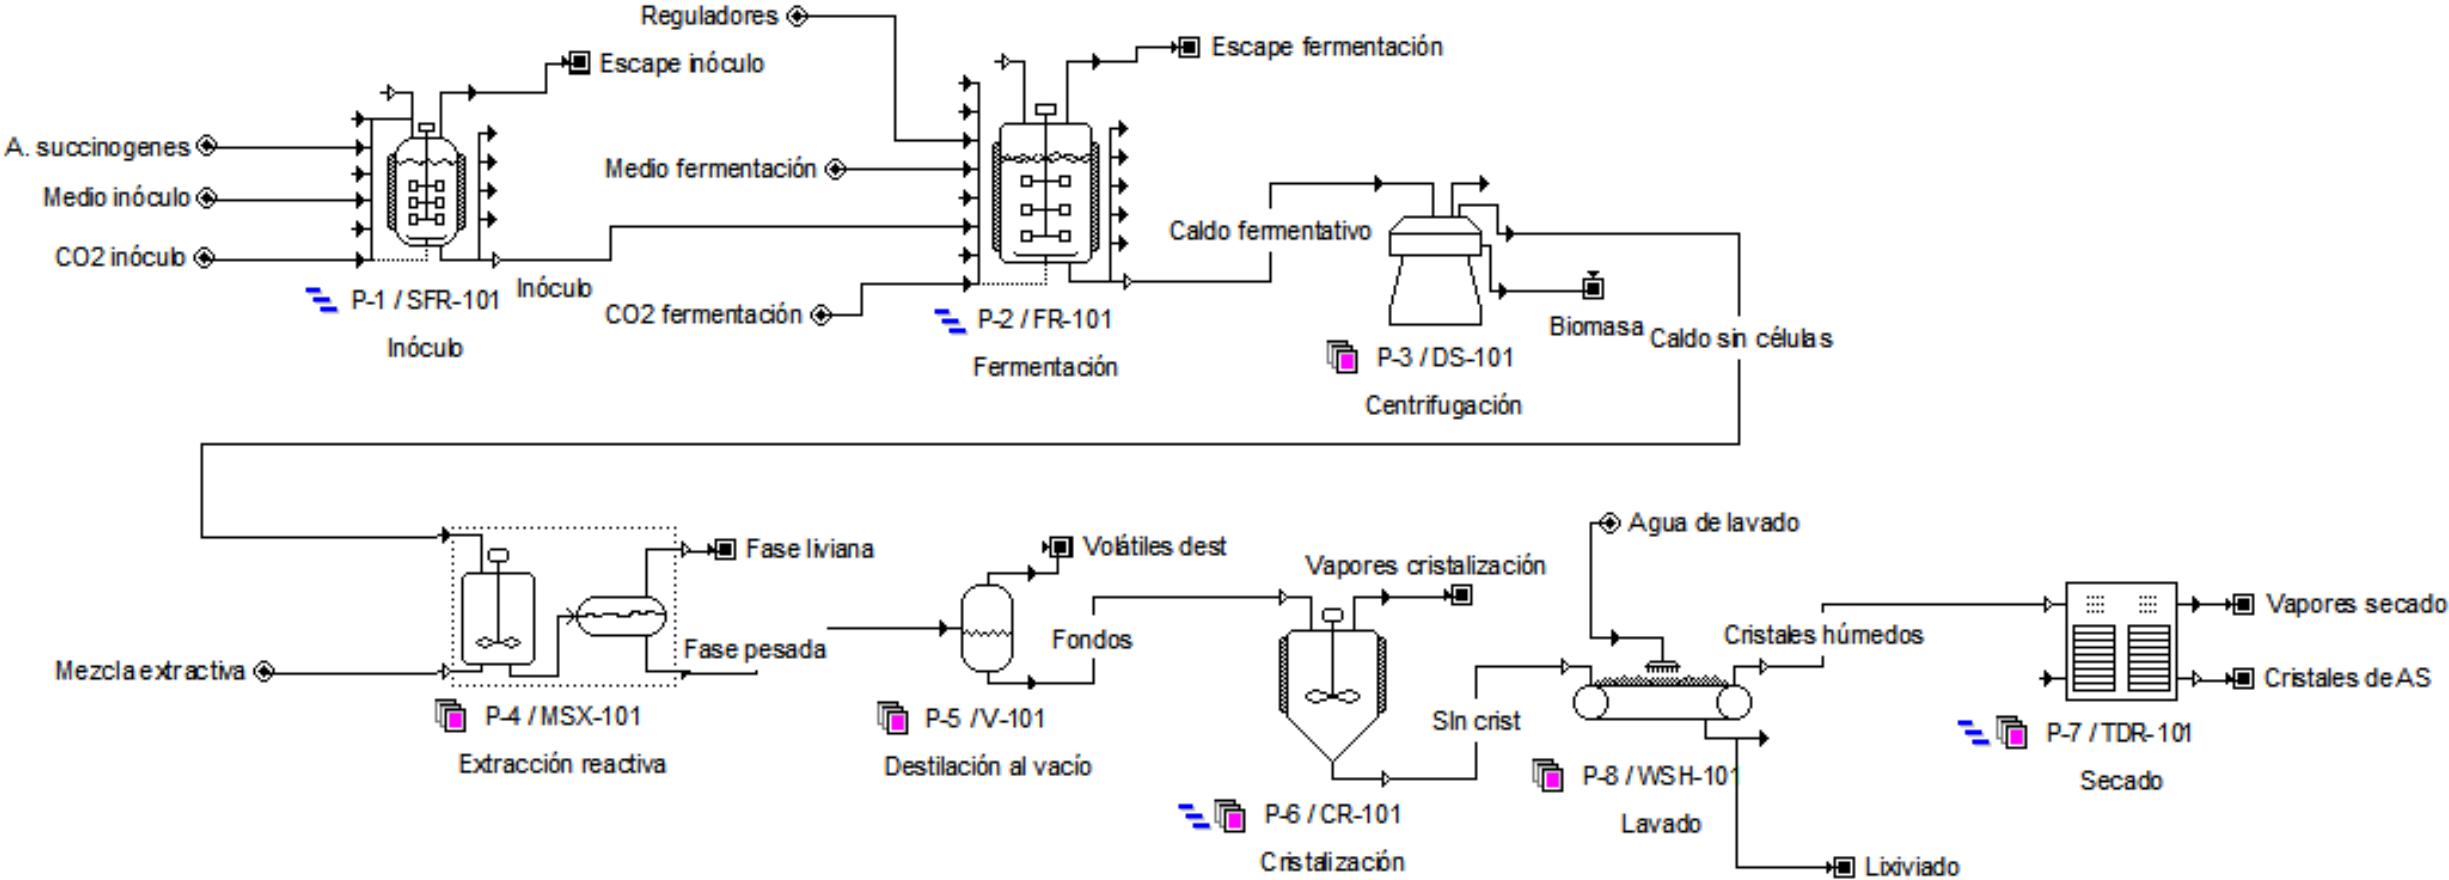 Reguladores
Escape inóculo
Escape fermentación
A. succinogenes
Medio inóculo
CO2 inóculo
Medio fermentación
Inóculo
CO2 fermentación
P-1 / SFR-101
Inóculo
P-2 / FR-101
Fermentación
Caldo fermentativo
Biomasa
Caldo sin células
P-3 / DS-101
Centrifugación
Fase liviana
Mezcla extractiva
Fase pesada
P-4 / MSX-101
Extracción reactiva
Volátiles dest
Fondos
P-5 / V-101
Destilación al vacío
Vapores cristalización
P-6 / CR-101
Cristalización
SIn crist
Agua de lavado
Cristales húmedos
P-8 / WSH-101
Lavado
Lixiviado
Vapores secado
Cristales de AS
P-7 / TDR-101
Secado